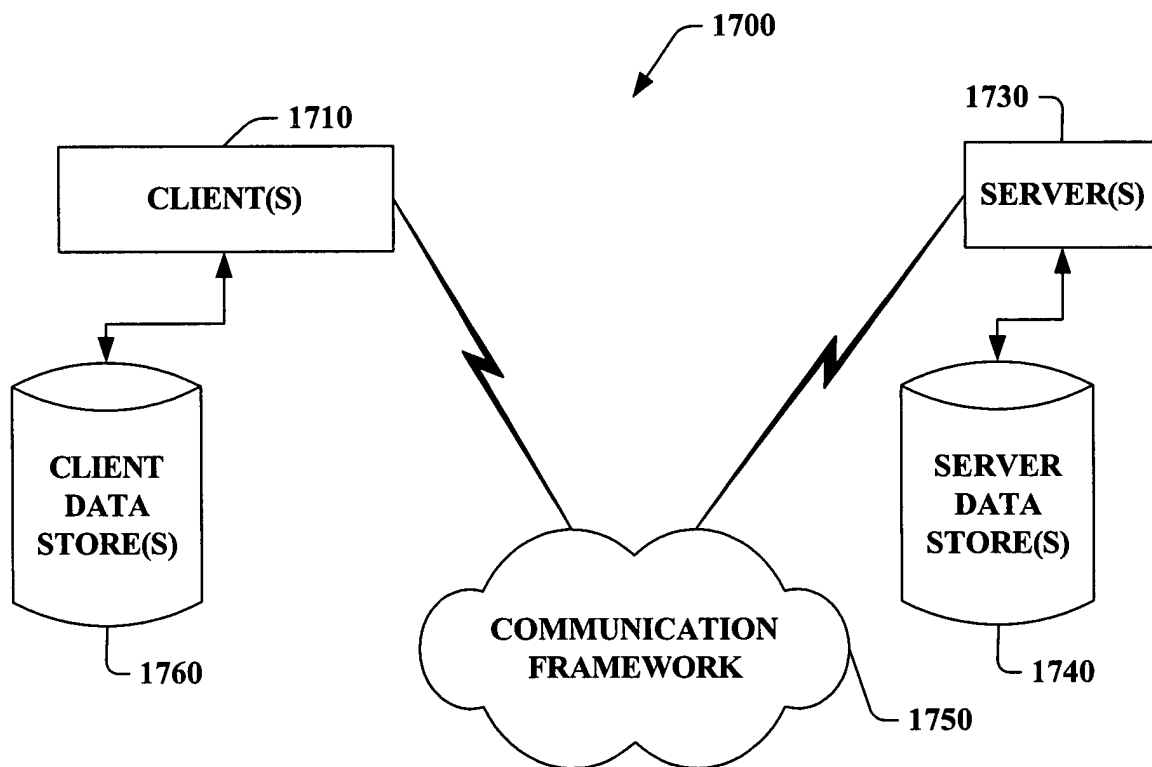 1700
1710
1730
CLIENT(S)
SERVER(S)
CLIENT
DATA
STORE(S)
SERVER
DATA
STORE(S)
COMMUNICATION
FRAMEWORK
1760
1740
1750